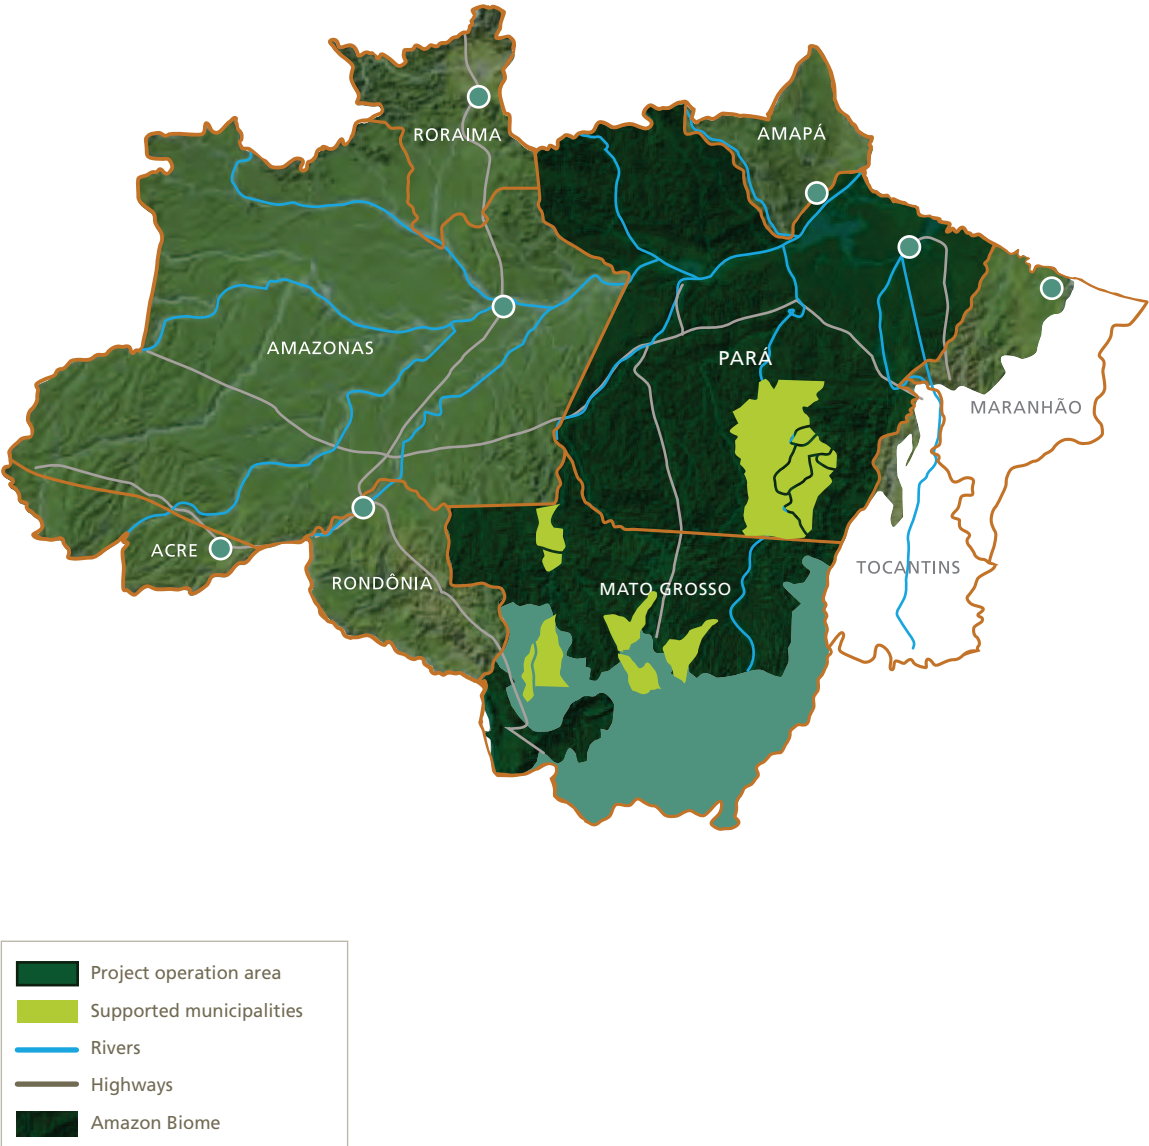 RORAIMA
AMAPÁ
AMAZONAS
PARÁ
MARANHÃO
ACRE
RONDÔNIA
MATO GROSSO
TOCANTINS
Project operation area
Supported municipalities
Rivers
Highways
Amazon Biome